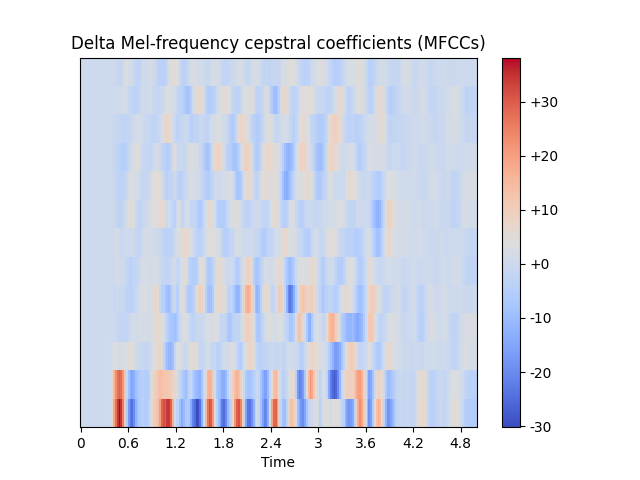 Delta Mel-frequency cepstral coefficients (MFCCs)
+30
+20
+10
+0
-10
-20
-30
0 0.6 1.2 1.8 2.4 3 3.6 4.2 4.8
Time